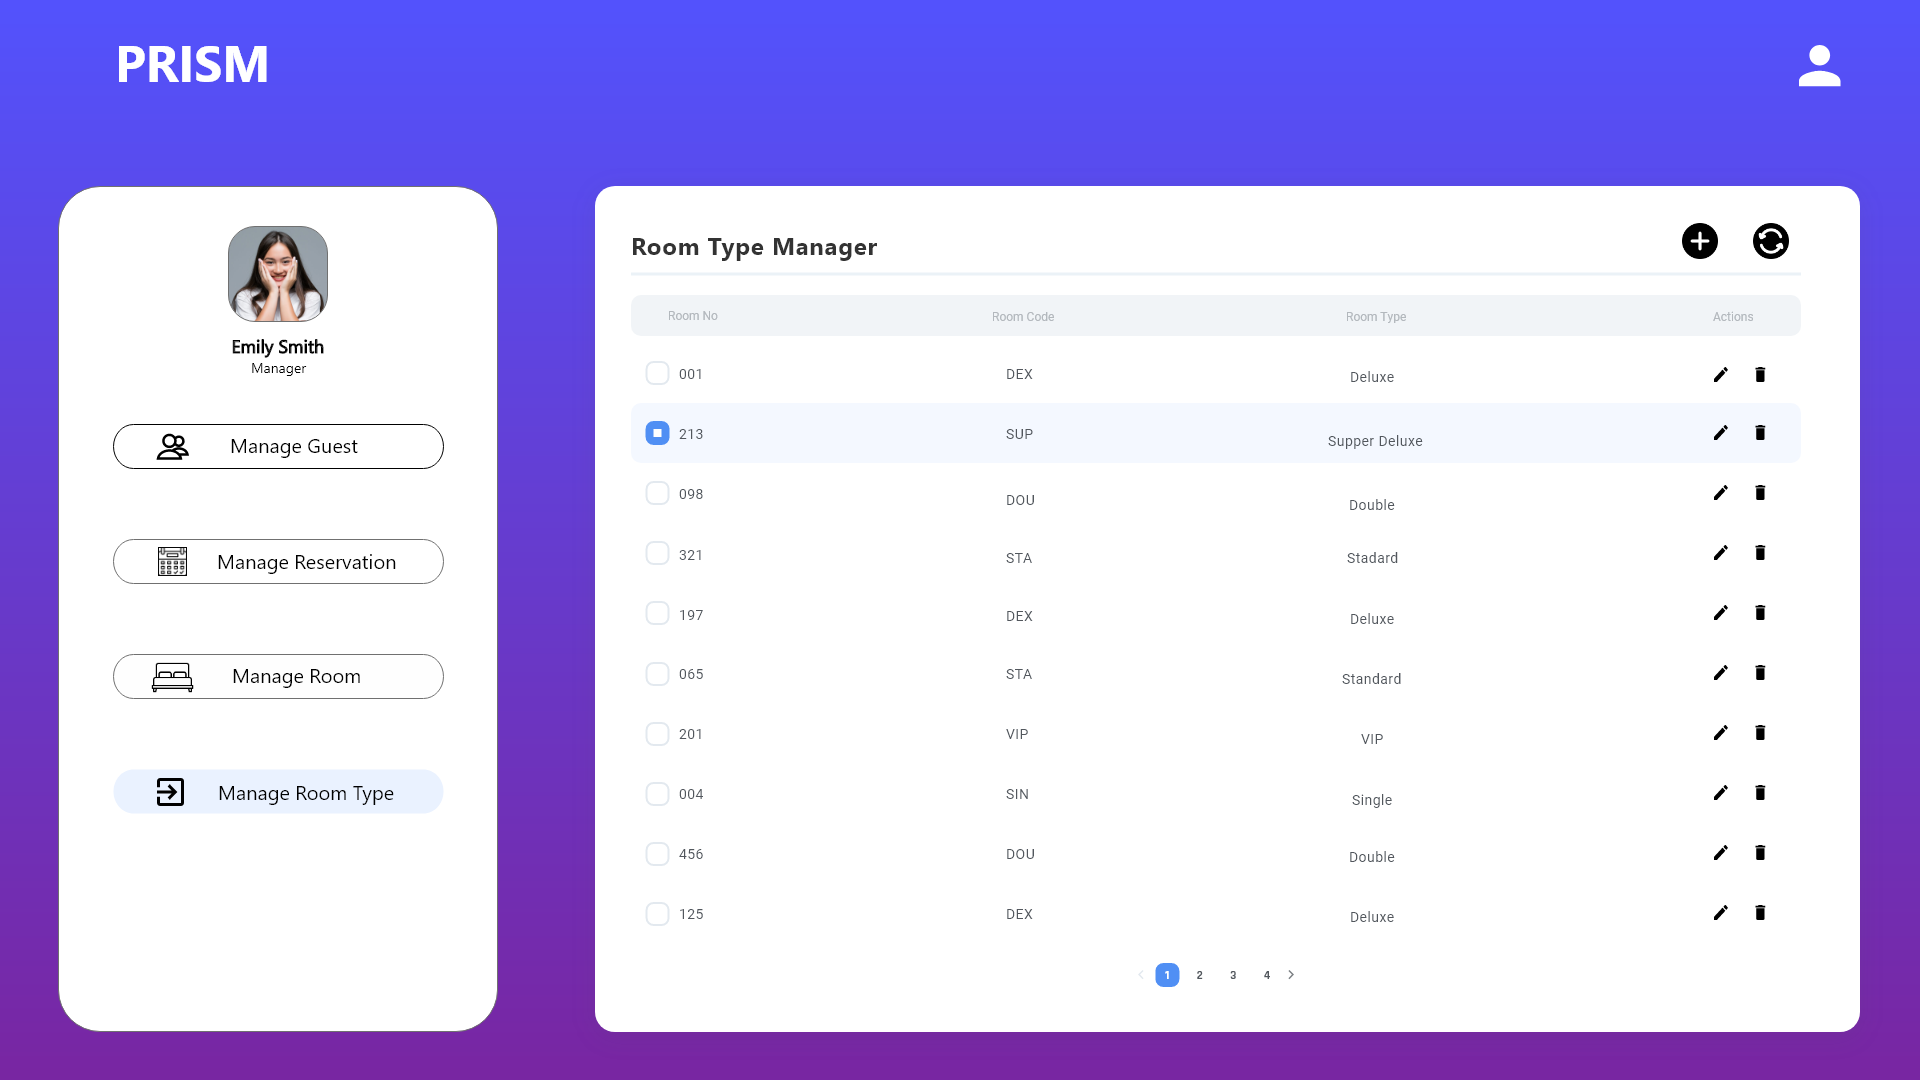 PRISM
Emily Smith
Manager
Manage Guest
Manage Reservation
Manage Room
Manage Room Type
Room Type Manager
Room No Room Code Room Type Actions
001 DEX Deluxe
213 SUP Supper Deluxe
098 DOU Double
321 STA Stadard
197 DEX Deluxe
065 STA Standard
201 VIP VIP
004 SIN Single
456 DOU Double
125 DEX Deluxe
1 2 3 4